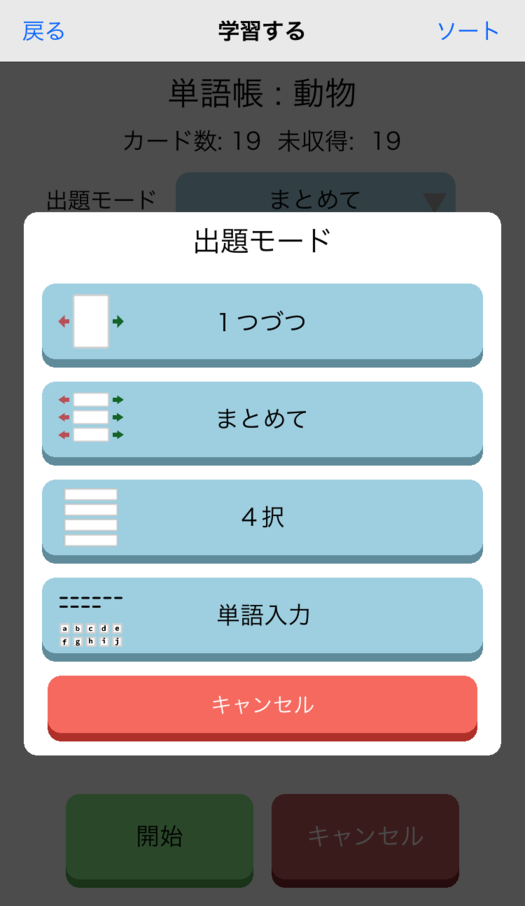 戻る 学習する ソート
単語帳 : 動物
カード数: 19 未収得: 19
出題モード まとめて
出題モード
1つづつ
まとめて
4択
単語入力
a b c d e
f g h i j
キャンセル
開始 キャンセル